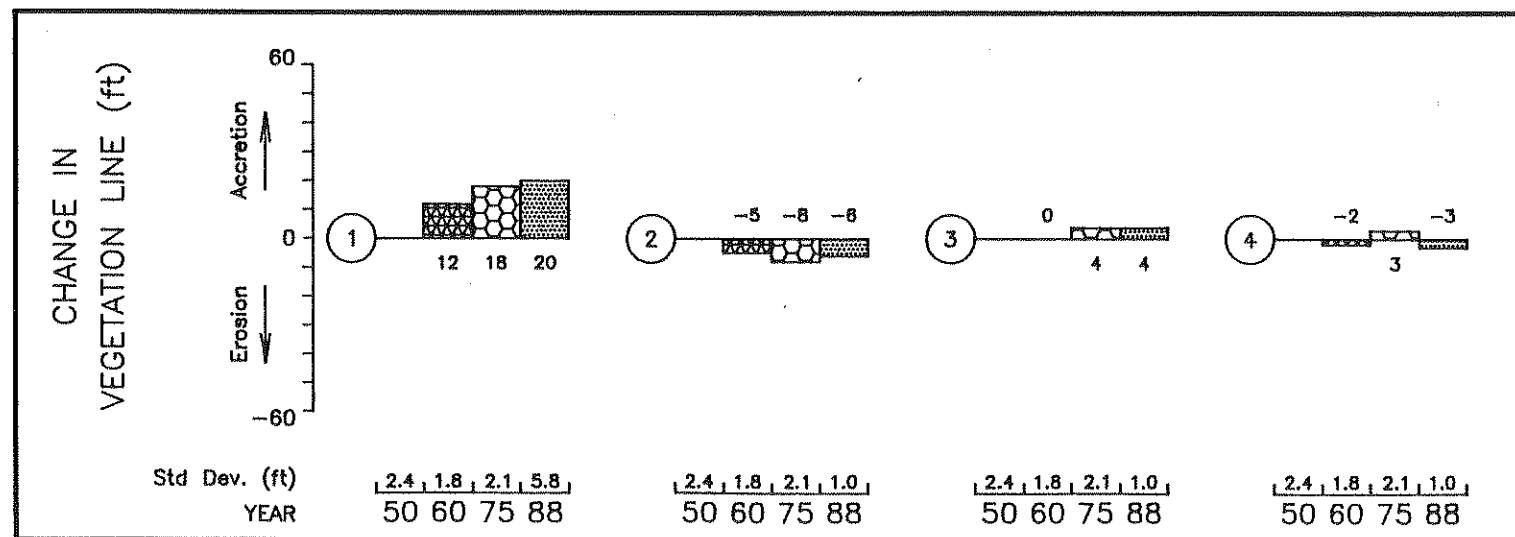 CHANGE IN
VEGETATION LINE (ft)
Accretion
Erosion
60
0
-60
1
12 18 20
2
-5 -8 -6
3
0
4 4
4
-2 -3
3
Std Dev. (ft) 2.4 1.8 2.1 5.8 2.4 1.8 2.1 1.0 2.4 1.8 2.1 1.0 2.4 1.8 2.1 1.0
YEAR 50 60 75 88 50 60 75 88 50 60 75 88 50 60 75 88